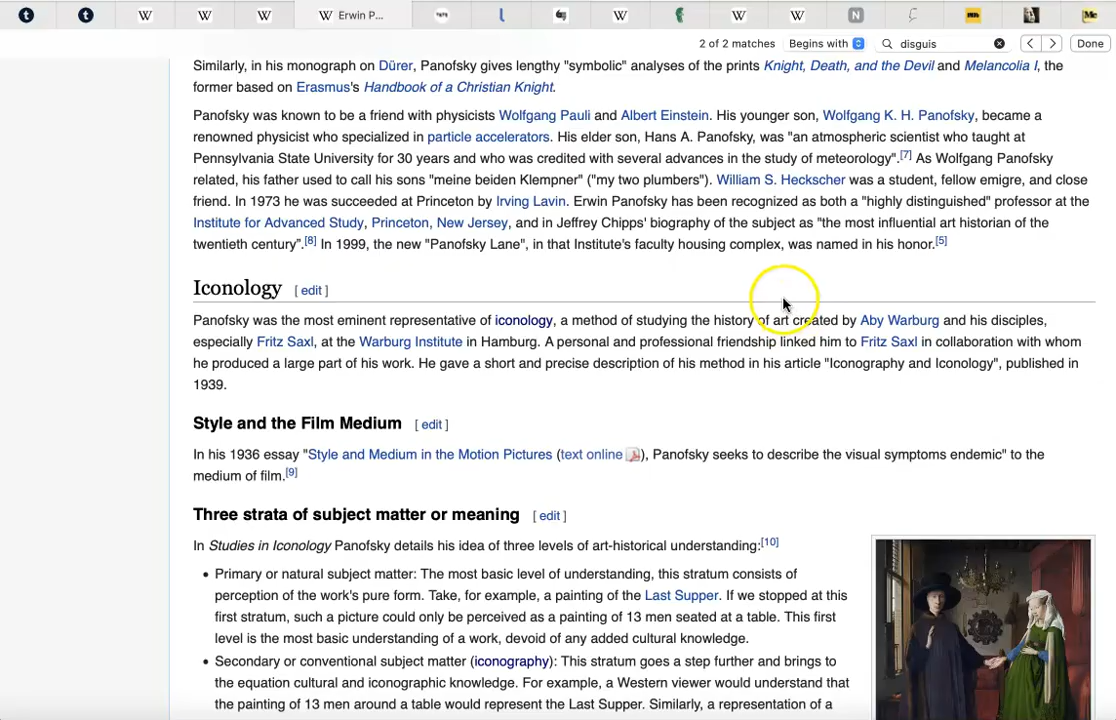 Erwin P...
2 of 2 matches Begins with disguis Done
Similarly, in his monograph on Dürer, Panofsky gives lengthy "symbolic" analyses of the prints Knight, Death, and the Devil and Melancolia I, the
former based on Erasmus's Handbook of a Christian Knight.
Panofsky was known to be a friend with physicists Wolfgang Pauli and Albert Einstein. His younger son, Wolfgang K. H. Panofsky, became a
renowned physicist who specialized in particle accelerators. His elder son, Hans A. Panofsky, was "an atmospheric scientist who taught at
Pennsylvania State University for 30 years and who was credited with several advances in the study of meteorology".[7] As Wolfgang Panofsky
related, his father used to call his sons "meine beiden Klempner" ("my two plumbers"). William S. Heckscher was a student, fellow emigre, and close
friend. In 1973 he was succeeded at Princeton by Irving Lavin. Erwin Panofsky has been recognized as both a "highly distinguished" professor at the
Institute for Advanced Study, Princeton, New Jersey, and in Jeffrey Chipps' biography of the subject as "the most influential art historian of the
twentieth century".[8] In 1999, the new "Panofsky Lane", in that Institute's faculty housing complex, was named in his honor.[5]
Iconology [ edit ]
Panofsky was the most eminent representative of iconology, a method of studying the history of art created by Aby Warburg and his disciples,
especially Fritz Saxl, at the Warburg Institute in Hamburg. A personal and professional friendship linked him to Fritz Saxl in collaboration with whom
he produced a large part of his work. He gave a short and precise description of his method in his article "Iconography and Iconology", published in
1939.
Style and the Film Medium [ edit ]
In his 1936 essay "Style and Medium in the Motion Pictures (text online), Panofsky seeks to describe the visual symptoms endemic" to the
medium of film.[9]
Three strata of subject matter or meaning [ edit ]
In Studies in Iconology Panofsky details his idea of three levels of art-historical understanding:[10]
• Primary or natural subject matter: The most basic level of understanding, this stratum consists of
perception of the work's pure form. Take, for example, a painting of the Last Supper. If we stopped at this
first stratum, such a picture could only be perceived as a painting of 13 men seated at a table. This first
level is the most basic understanding of a work, devoid of any added cultural knowledge.
• Secondary or conventional subject matter (iconography): This stratum goes a step further and brings to
the equation cultural and iconographic knowledge. For example, a Western viewer would understand that
the painting of 13 men around a table would represent the Last Supper. Similarly, a representation of a